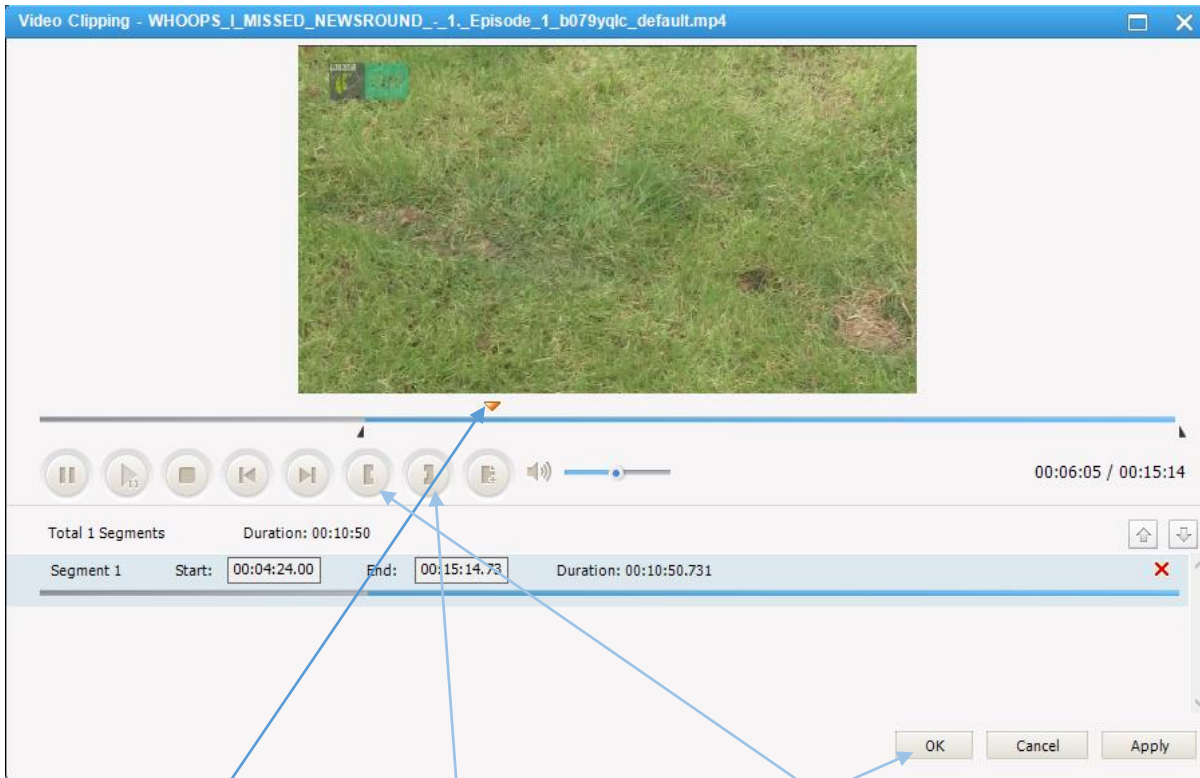 Video Clipping - WHOOPS_I_MISSED_NEWSROUND_-_1._Episode_1_b079yqlc_default.mp4
00:06:05 / 00:15:14
Total 1 Segments Duration: 00:10:50
Segment 1 Start: 00:04:24.00 End: 00:15:14.73 Duration: 00:10:50.731
OK Cancel Apply